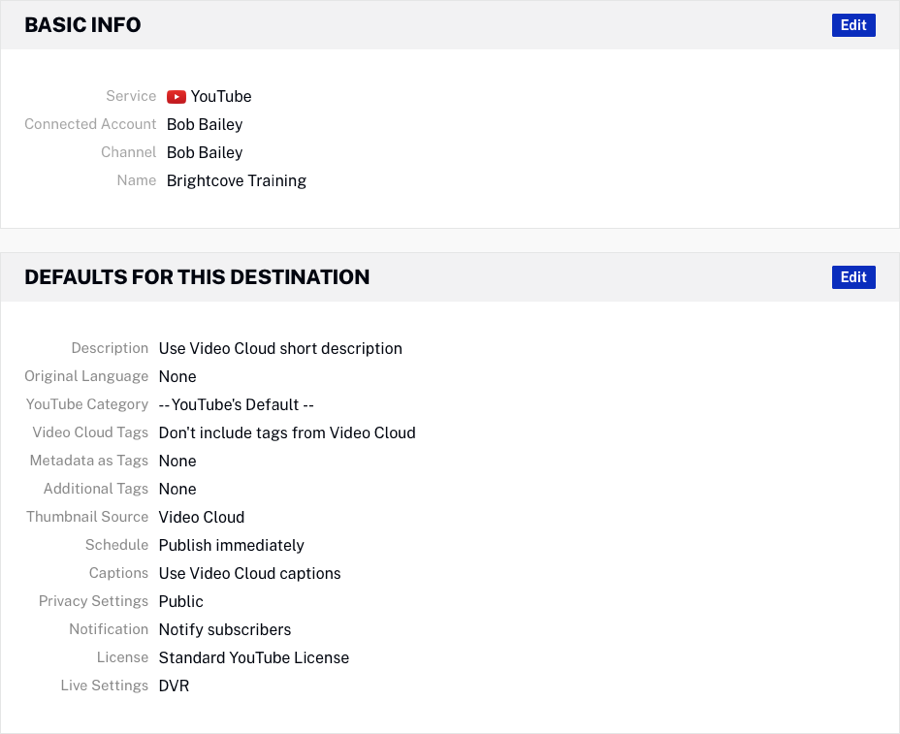 BASIC INFO Edit
Service YouTube
Connected Account Bob Bailey
Channel Bob Bailey
Name Brightcove Training
DEFAULTS FOR THIS DESTINATION Edit
Description Use Video Cloud short description
Original Language None
YouTube Category -- YouTube's Default --
Video Cloud Tags Don't include tags from Video Cloud
Metadata as Tags None
Additional Tags None
Thumbnail Source Video Cloud
Schedule Publish immediately
Captions Use Video Cloud captions
Privacy Settings Public
Notification Notify subscribers
License Standard YouTube License
Live Settings DVR